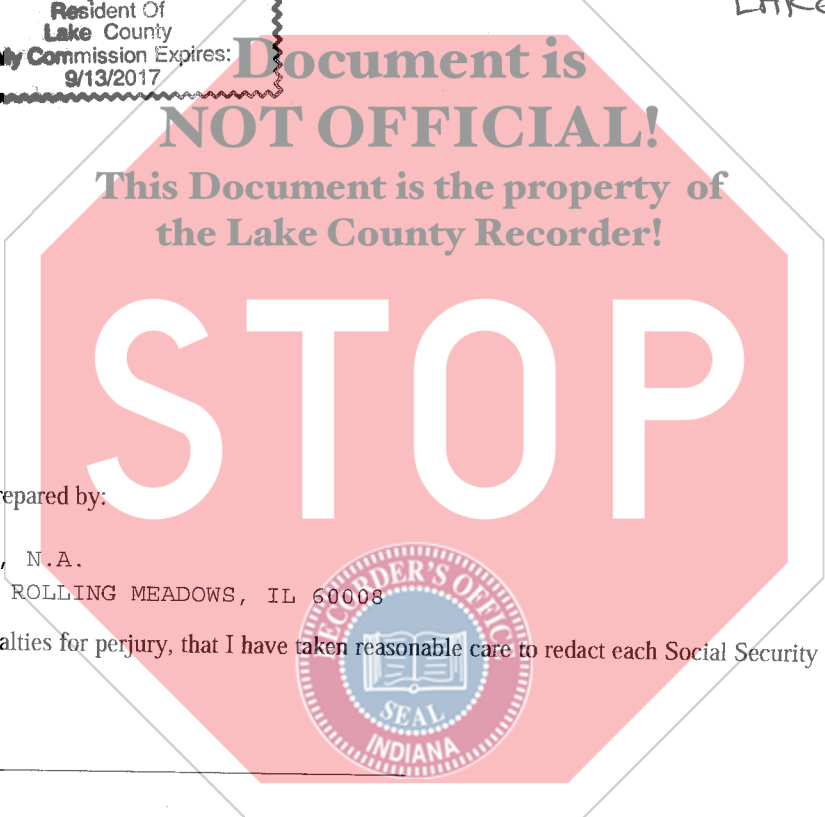 Resident Of
LAKE
Lake County
My Commission Expires:
9/13/2017
Document is
NOT OFFICIAL!
This Document is the property of
the Lake County Recorder!
STOP
repared by:
, N.A.
ROLLING MEADOWS, IL 60008
RECORDER'S OFFICE
alties for perjury, that I have taken reasonable care to redact each Social Security
SEAL
INDIANA